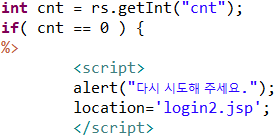 int cnt = rs.getInt("cnt");
if( cnt == 0 ) {
%>
<script>
alert("다시 시도해 주세요.");
location='login2.jsp';
</script>